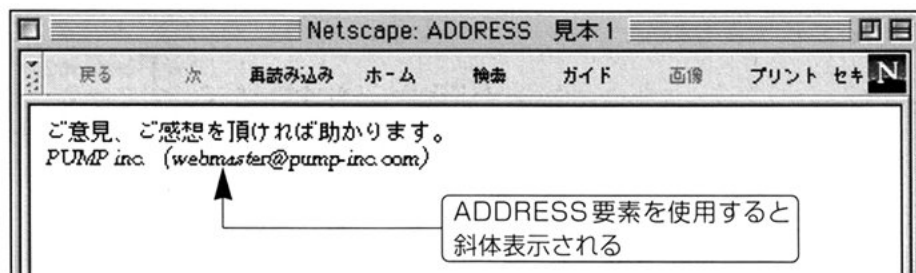 Netscape: ADDRESS 見本1
戻る 次 再読み込み ホーム 検索 ガイド 画像 プリント セキ N
ご意見、ご感想を頂ければ助かります。
PUMP inc. (webmaster@pump-inc.com)
ADDRESS要素を使用すると
斜体表示される